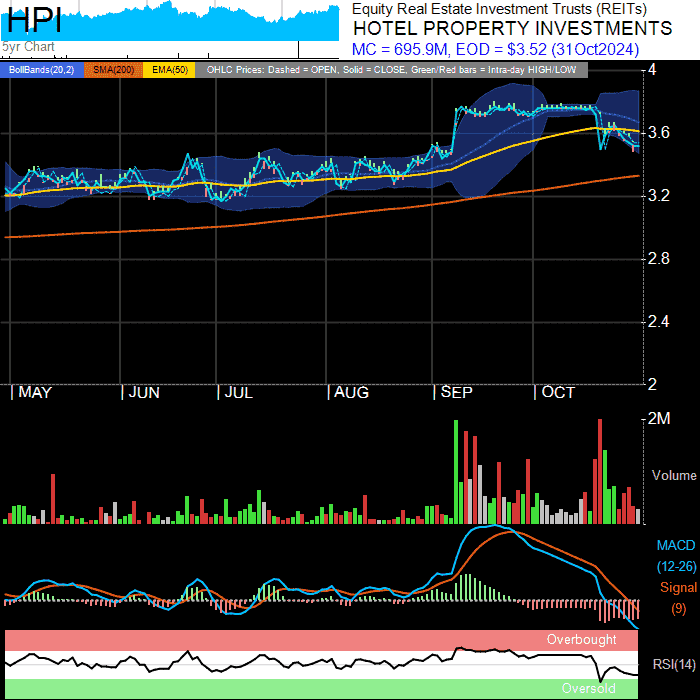 HPI
5yr Chart
Equity Real Estate Investment Trusts (REITs)
HOTEL PROPERTY INVESTMENTS
MC = 695.9M, EOD = $3.52 (31Oct2024)
BollBands(20,2) SMA(200) EMA(50) OHLC Prices: Dashed = OPEN, Solid = CLOSE, Green/Red bars = Intra-day HIGH/LOW
4
3.6
3.2
2.8
2.4
2
MAY JUN JUL AUG SEP OCT
2M
Volume
MACD
(12-26)
Signal
(9)
Overbought
RSI(14)
Oversold